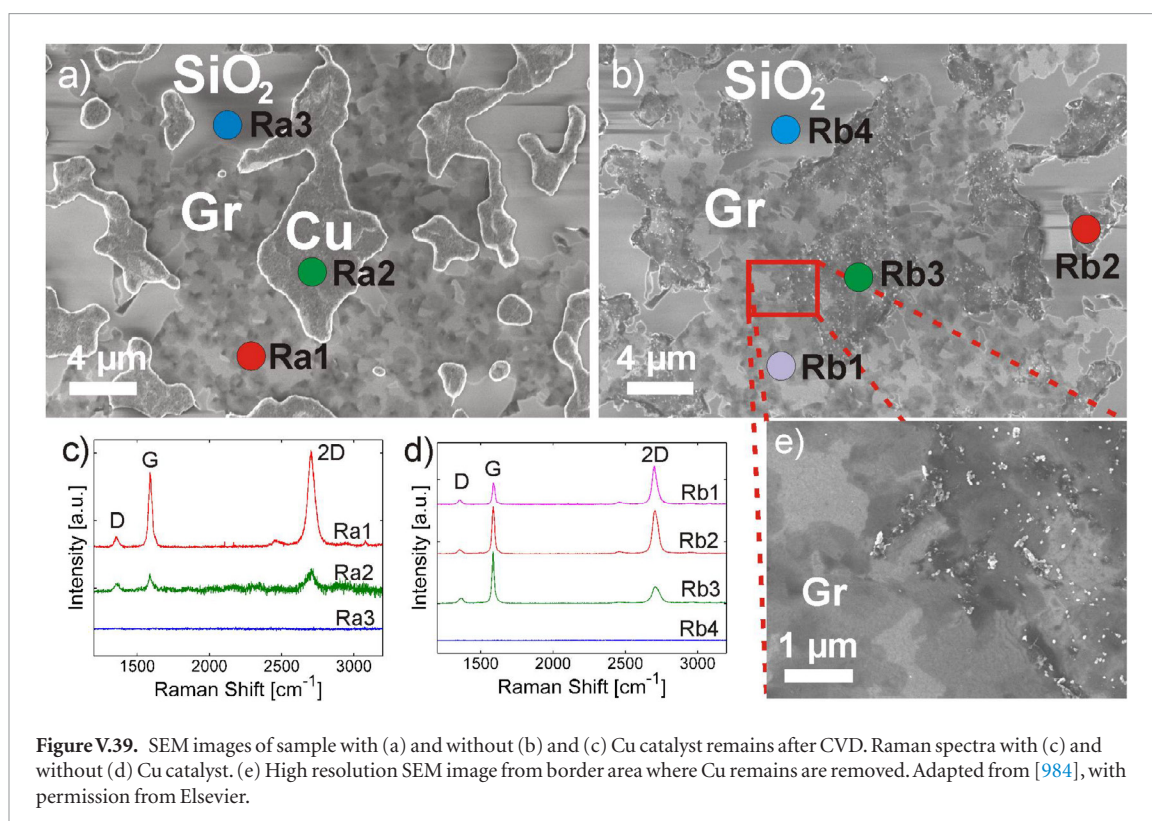 a)
SiO2
Ra3
Gr
Cu
Ra2
Ra1
4 µm
b)
SiO2
Rb4
Gr
Rb2
Rb3
Rb1
4 µm
c)
D
G
2D
Ra1
Ra2
Ra3
Intensity [a.u.]
1500 2000 2500 3000
Raman Shift [cm-1]
d)
D
G
2D
Rb1
Rb2
Rb3
Rb4
Intensity [a.u.]
1500 2000 2500 3000
Raman Shift [cm-1]
e)
Gr
1 µm
Figure V.39. SEM images of sample with (a) and without (b) and (c) Cu catalyst remains after CVD. Raman spectra with (c) and
without (d) Cu catalyst. (e) High resolution SEM image from border area where Cu remains are removed. Adapted from [984], with
permission from Elsevier.